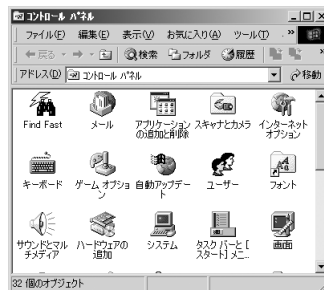 コントロール パネル
ファイル(F) 編集(E) 表示(V) お気に入り(A) ツール(T) »
戻る 検索 フォルダ 履歴 »
アドレス(D) コントロール パネル 移動
Find Fast
メール
アプリケーション
の追加と削除
スキャナとカメラ
インターネット
オプション
キーボード
ゲーム オプショ
ン
自動アップデー
ト
ユーザー
フォント
サウンドとマル
チメディア
ハードウェアの
追加
システム
タスク バーと [
スタート] メニ...
画面
32 個のオブジェクト